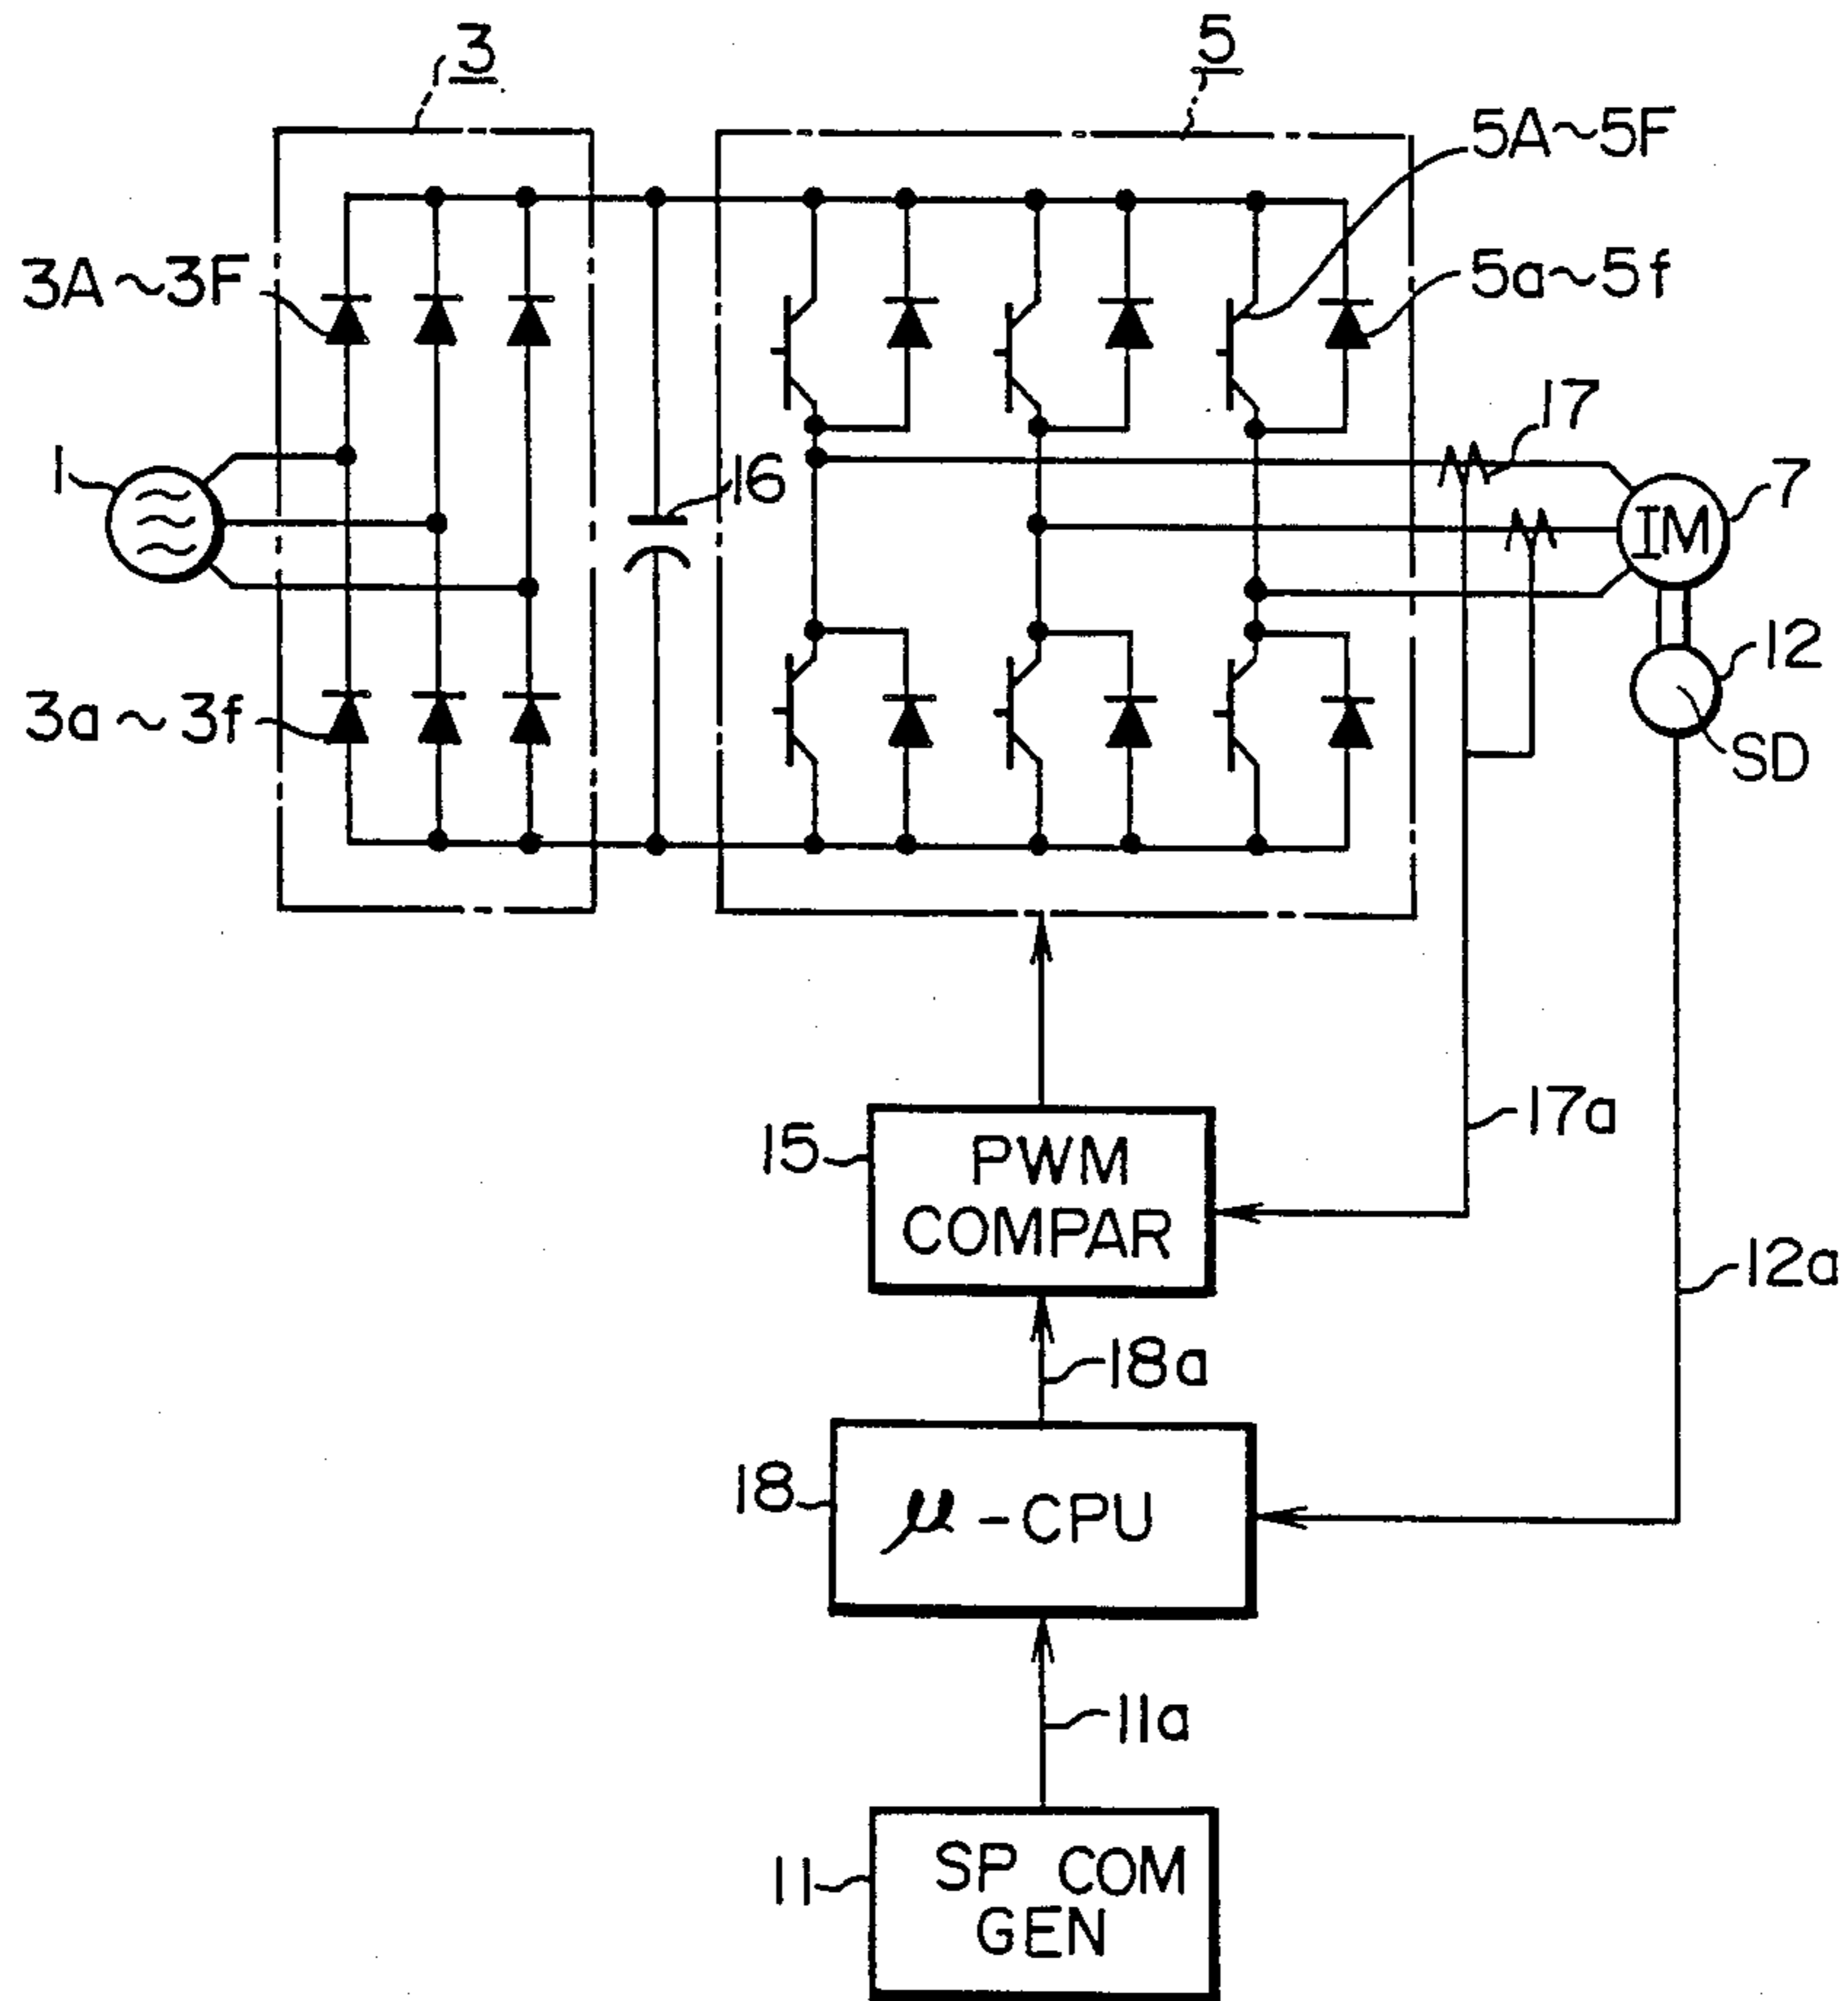 3
5
5A~5F
3A~3F
5a~5f
17
1
16
IM
7
12
3a~3f
SD
17a
15
PWM
COMPAR
12a
18a
18
μ-CPU
11a
11
SP COM
GEN